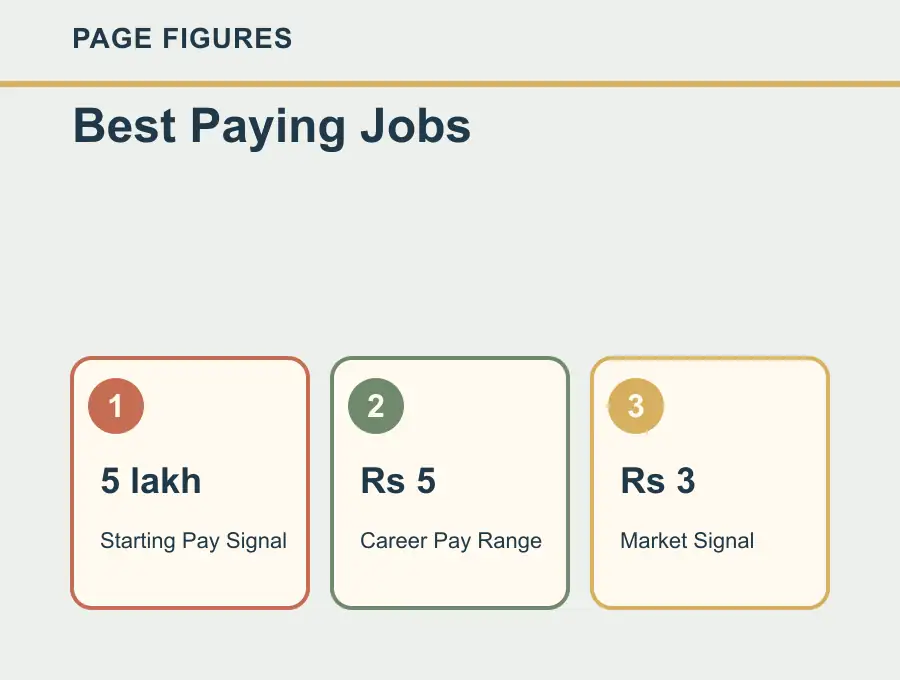 PAGE FIGURES
Best Paying Jobs
1
5 lakh
Starting Pay Signal
2
Rs 5
Career Pay Range
3
Rs 3
Market Signal